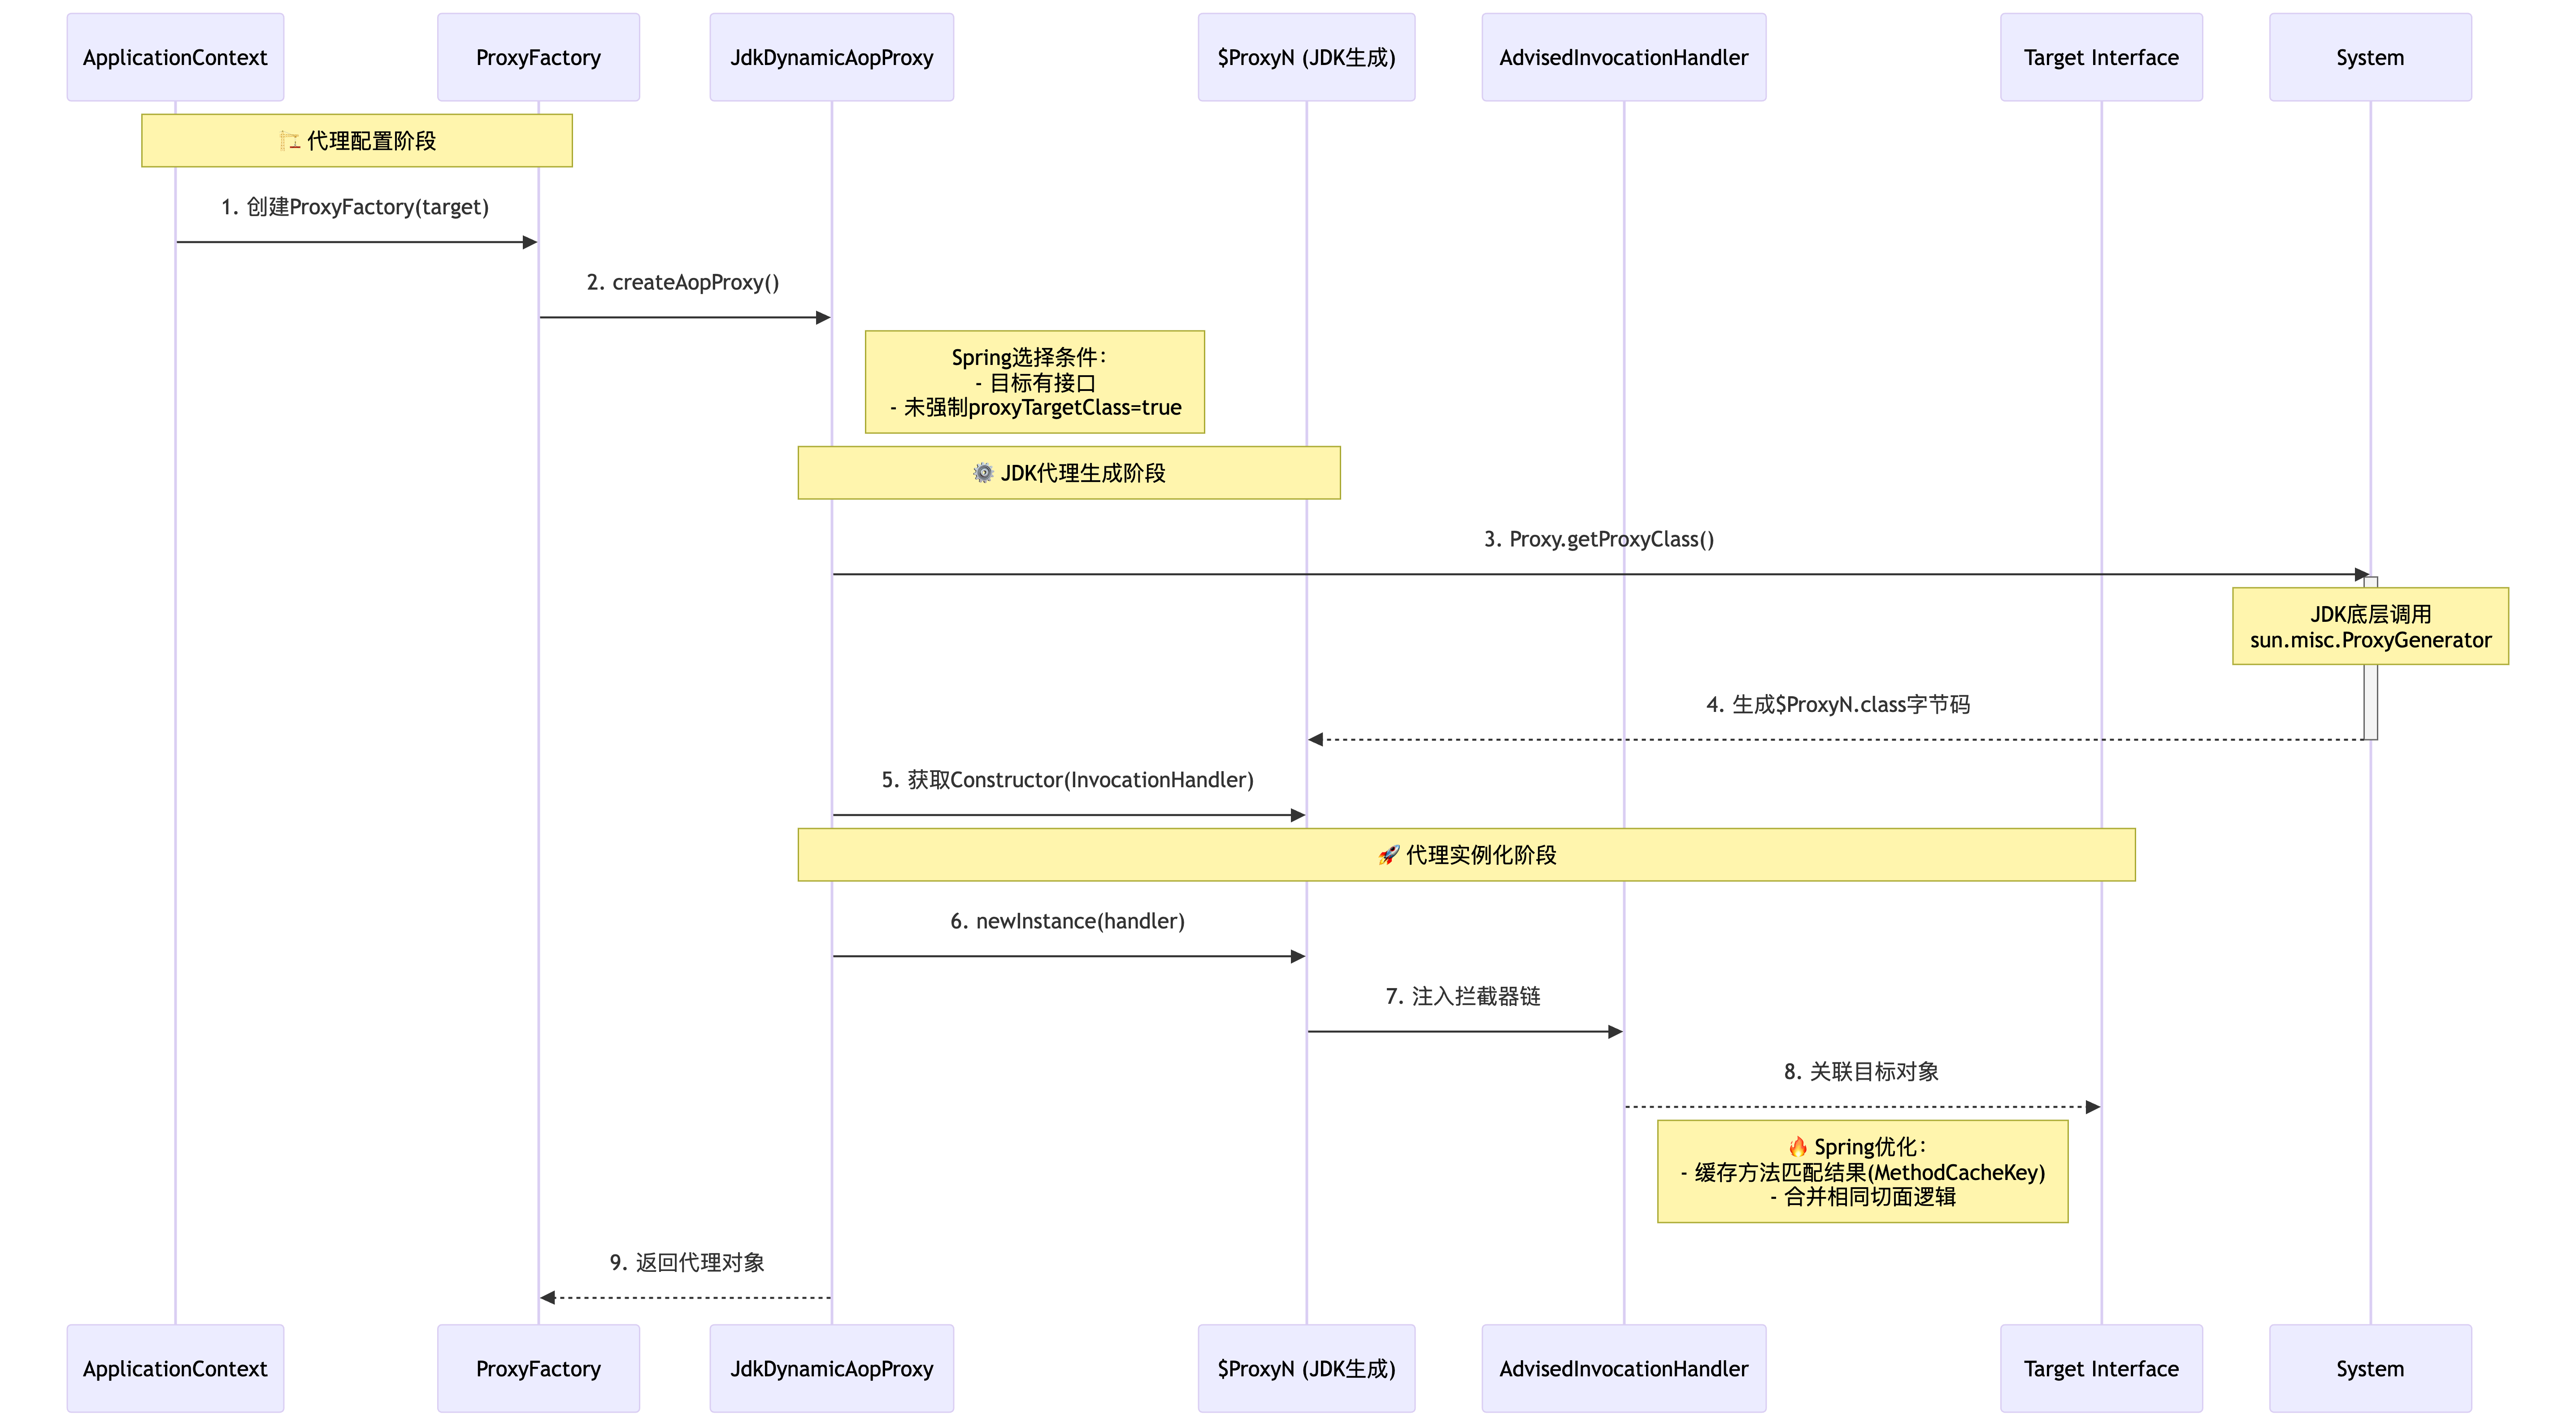 ApplicationContext
ProxyFactory
JdkDynamicAopProxy
$ProxyN (JDK生成)
AdvisedInvocationHandler
Target Interface
System
🏗️ 代理配置阶段
1. 创建ProxyFactory(target)
2. createAopProxy()
Spring选择条件：
- 目标有接口
- 未强制proxyTargetClass=true
⚙️ JDK代理生成阶段
3. Proxy.getProxyClass()
JDK底层调用
sun.misc.ProxyGenerator
4. 生成$ProxyN.class字节码
5. 获取Constructor(InvocationHandler)
🚀 代理实例化阶段
6. newInstance(handler)
7. 注入拦截器链
8. 关联目标对象
🔥 Spring优化：
- 缓存方法匹配结果(MethodCacheKey)
- 合并相同切面逻辑
9. 返回代理对象
ApplicationContext
ProxyFactory
JdkDynamicAopProxy
$ProxyN (JDK生成)
AdvisedInvocationHandler
Target Interface
System